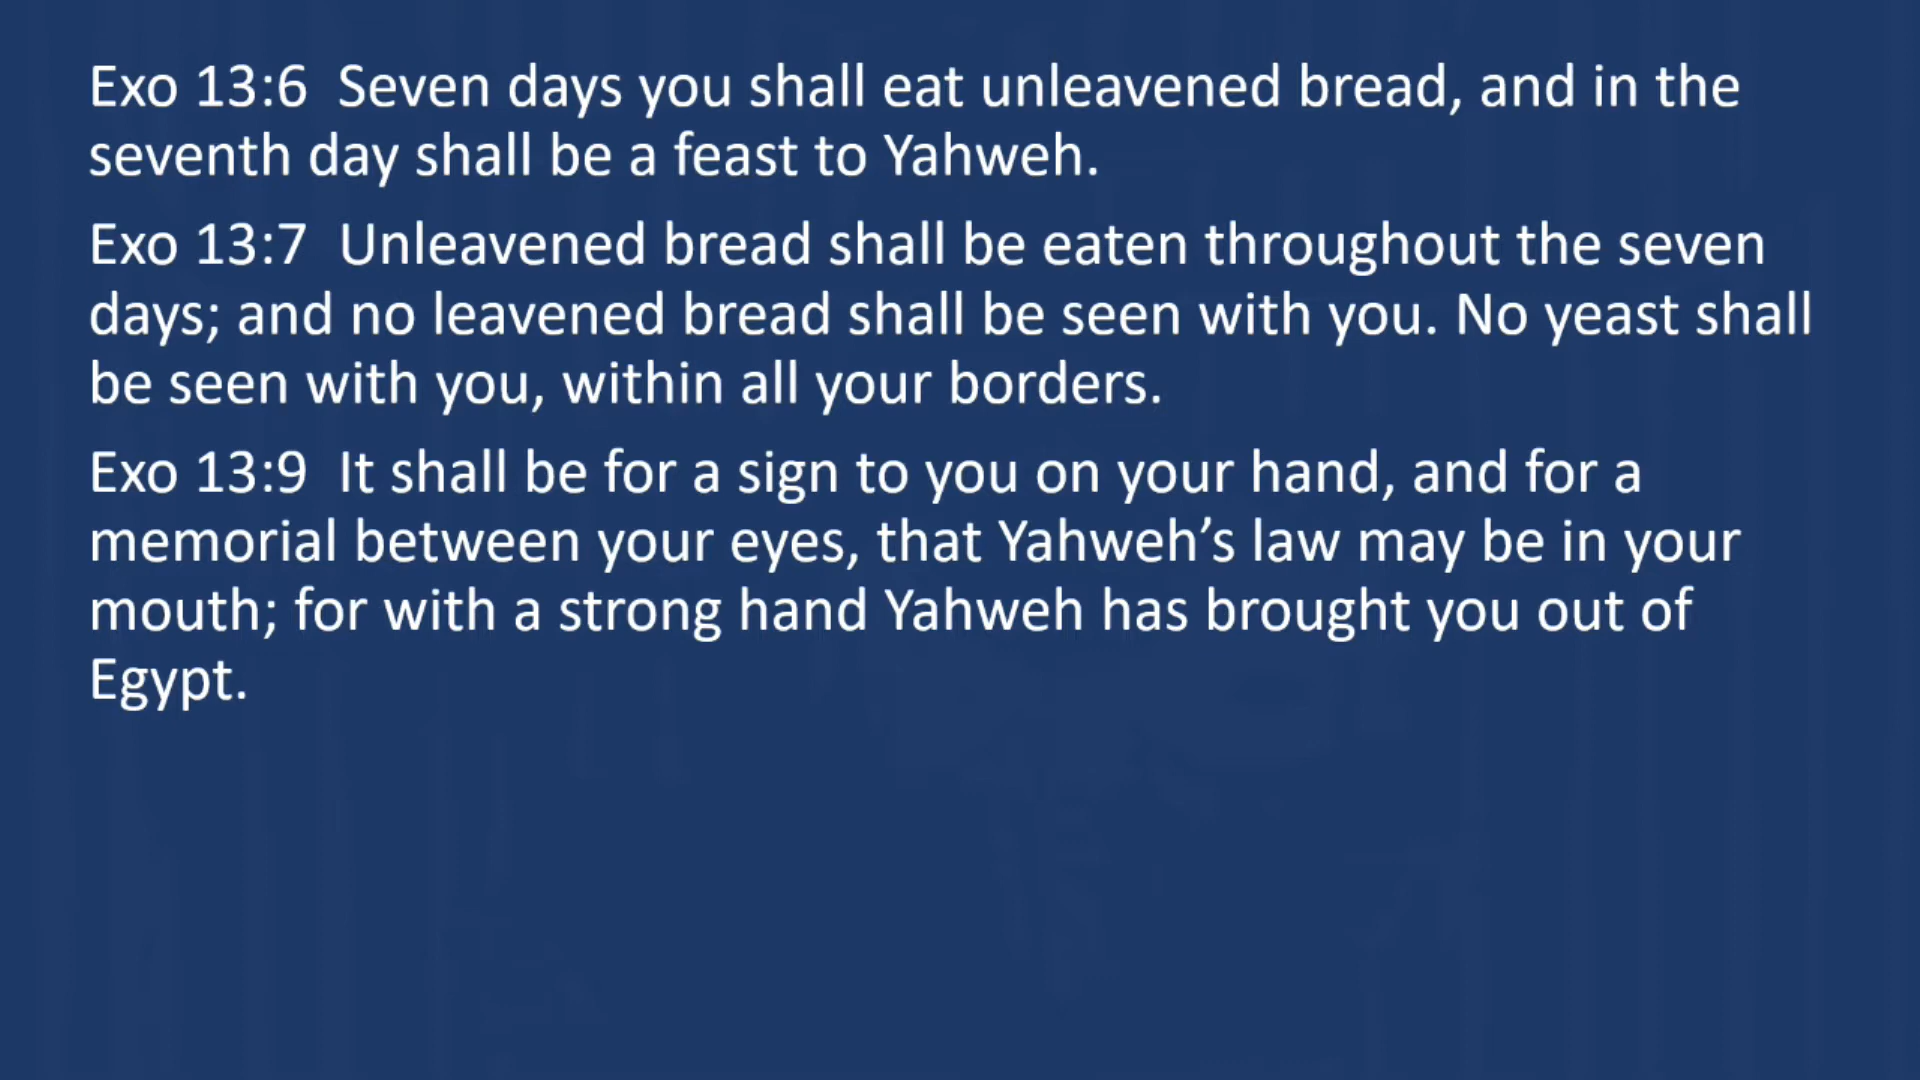 Exo 13:6  Seven days you shall eat unleavened bread, and in the
seventh day shall be a feast to Yahweh.
Exo 13:7  Unleavened bread shall be eaten throughout the seven
days; and no leavened bread shall be seen with you. No yeast shall
be seen with you, within all your borders.
Exo 13:9  It shall be for a sign to you on your hand, and for a
memorial between your eyes, that Yahweh’s law may be in your
mouth; for with a strong hand Yahweh has brought you out of
Egypt.